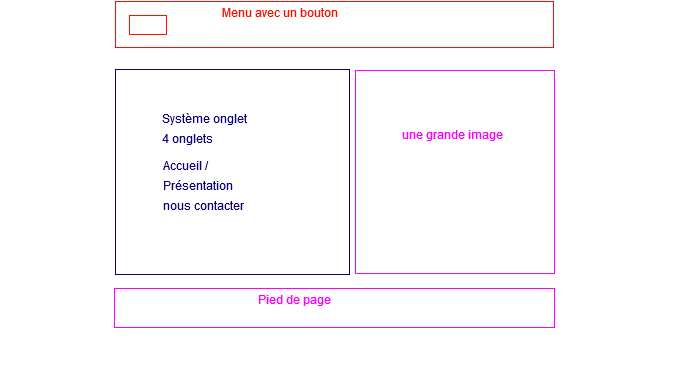 Menu avec un bouton
Système onglet
4 onglets
Accueil /
Présentation
nous contacter
une grande image
Pied de page